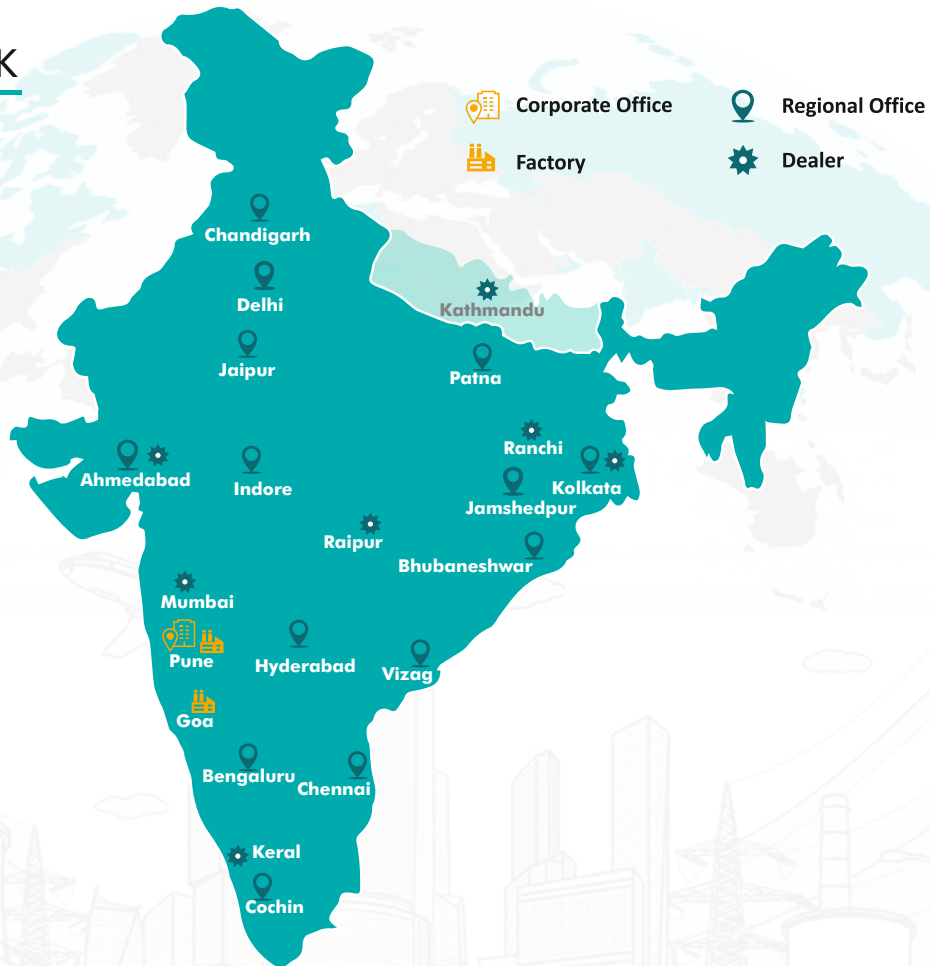 K
Corporate Office
Regional Office
Factory
Dealer
Chandigarh
Delhi
Kathmandu
Jaipur
Patna
Ranchi
Ahmedabad
Indore
Kolkata
Jamshedpur
Raipur
Bhubaneshwar
Mumbai
Pune
Hyderabad
Vizag
Goa
Bengaluru
Chennai
Keral
Cochin